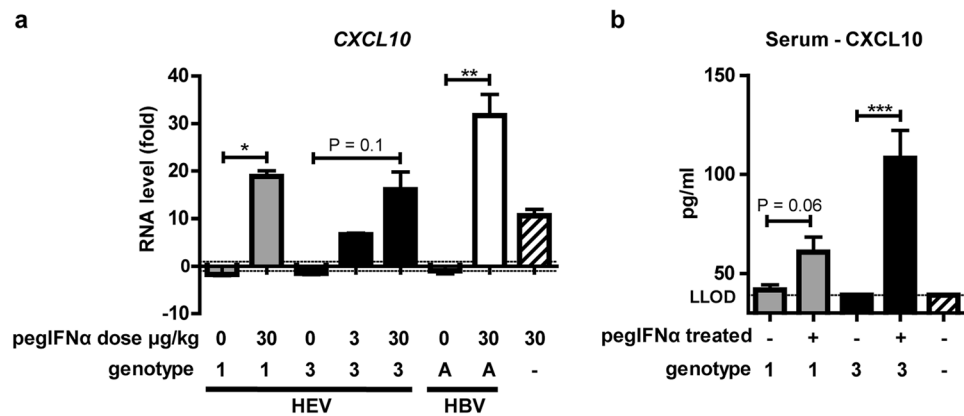 a
CXCL10
RNA level (fold)
40
30
20
10
0
-10
*
P = 0.1
**
pegIFNα dose µg/kg 0 30 0 3 30 0 30 30
genotype 1 1 3 3 3 A A -
HEV HBV
b
Serum - CXCL10
pg/ml
150
100
50
LLOD
P = 0.06
***
pegIFNα treated - + - + -
genotype 1 1 3 3 -